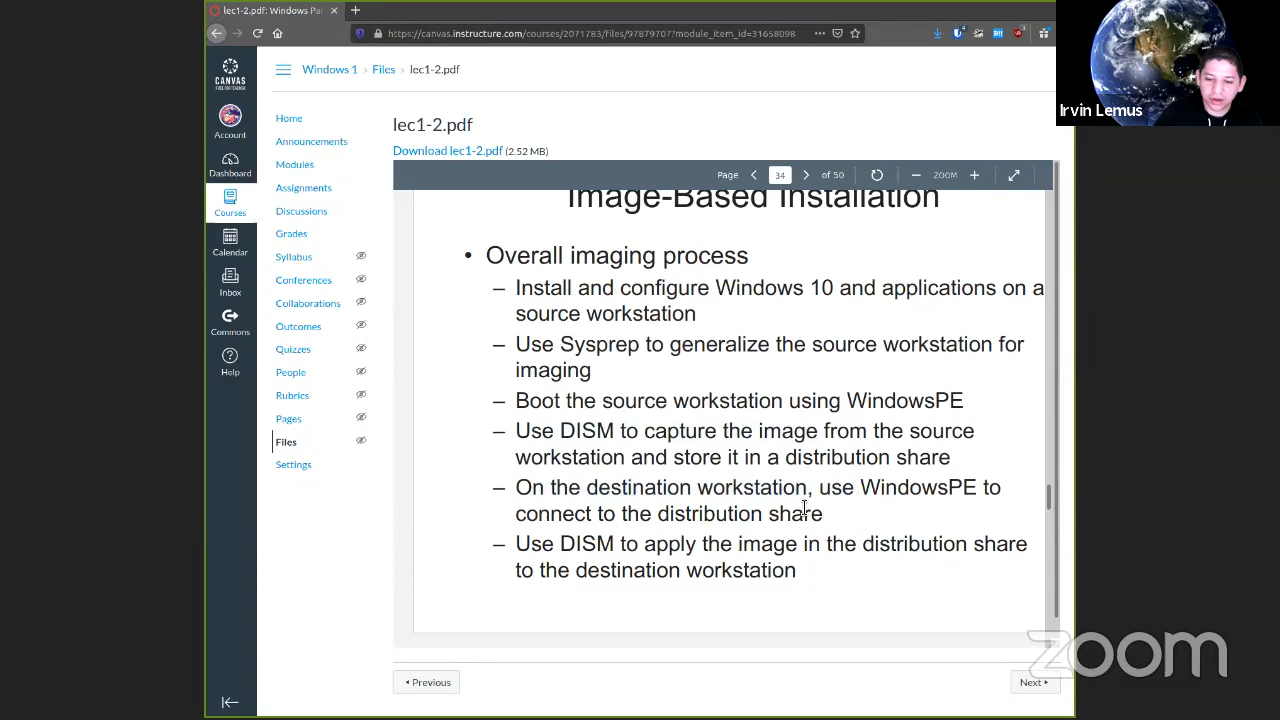 lec1-2.pdf: Windows Par
https://canvas.instructure.com/courses/2071783/files/97879707?module_item_id=31658098
Irvin Lemus
CANVAS
FREE FOR TEACHER
Account
Dashboard
Courses
Calendar
Inbox
Commons
Help
Windows 1 > Files > lec1-2.pdf
Home
Announcements
Modules
Assignments
Discussions
Grades
Syllabus
Conferences
Collaborations
Outcomes
Quizzes
People
Rubrics
Pages
Files
Settings
lec1-2.pdf
Download lec1-2.pdf (2.52 MB)
Page 34 of 50 ZOOM
Image-Based Installation
• Overall imaging process
– Install and configure Windows 10 and applications on a
source workstation
– Use Sysprep to generalize the source workstation for
imaging
– Boot the source workstation using WindowsPE
– Use DISM to capture the image from the source
workstation and store it in a distribution share
– On the destination workstation, use WindowsPE to
connect to the distribution share
– Use DISM to apply the image in the distribution share
to the destination workstation
Previous
Next
zoom